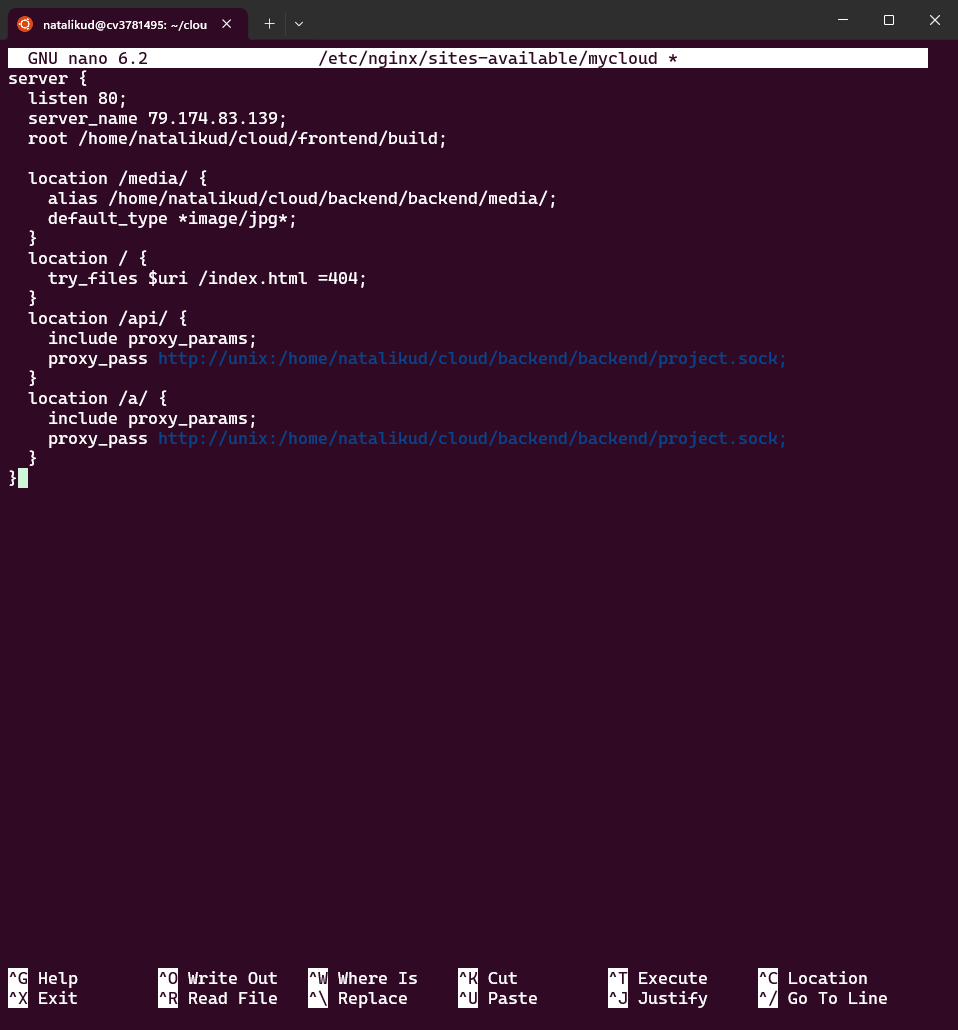 natalikud@cv3781495: ~/clou
GNU nano 6.2 /etc/nginx/sites-available/mycloud *
server {
  listen 80;
  server_name 79.174.83.139;
  root /home/natalikud/cloud/frontend/build;

  location /media/ {
    alias /home/natalikud/cloud/backend/backend/media/;
    default_type *image/jpg*;
  }
  location / {
    try_files $uri /index.html =404;
  }
  location /api/ {
    include proxy_params;
    proxy_pass http://unix:/home/natalikud/cloud/backend/backend/project.sock;
  }
  location /a/ {
    include proxy_params;
    proxy_pass http://unix:/home/natalikud/cloud/backend/backend/project.sock;
  }
}
^G Help ^O Write Out ^W Where Is ^K Cut ^T Execute ^C Location
^X Exit ^R Read File ^\ Replace ^U Paste ^J Justify ^/ Go To Line